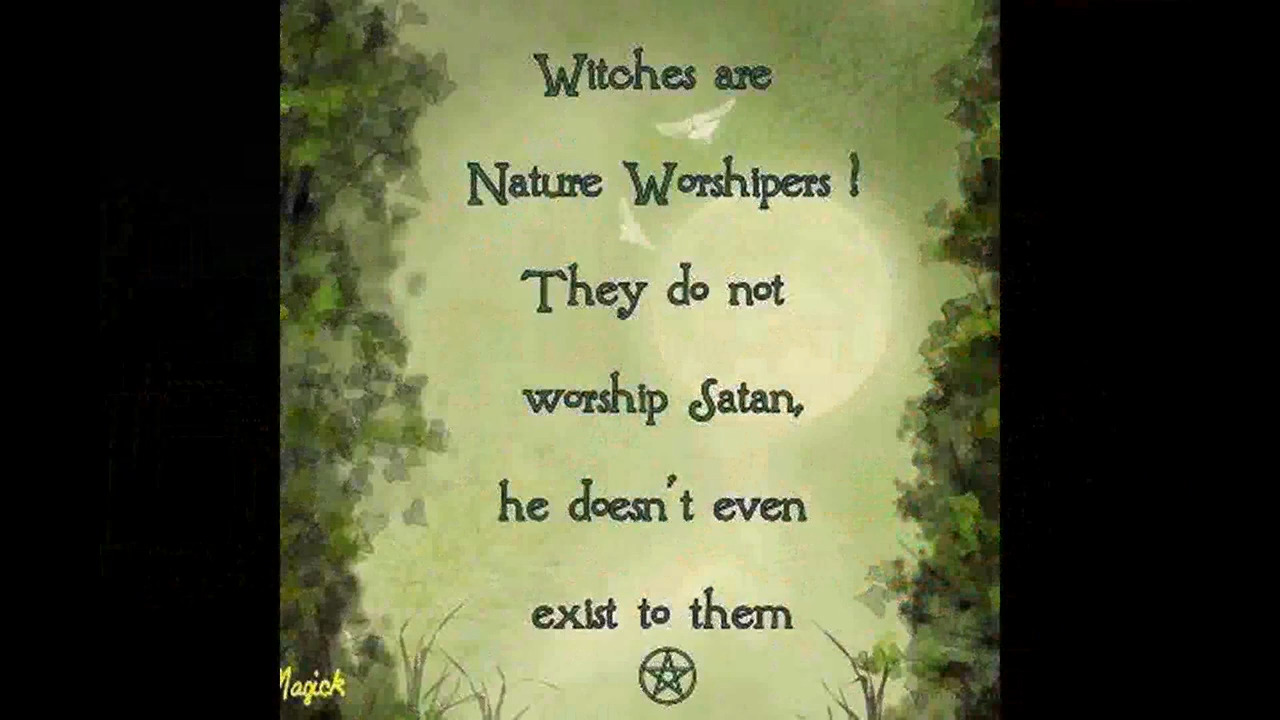 Witches are
Nature Worshipers !
They do not
worship Satan,
he doesn't even
exist to them
Magick